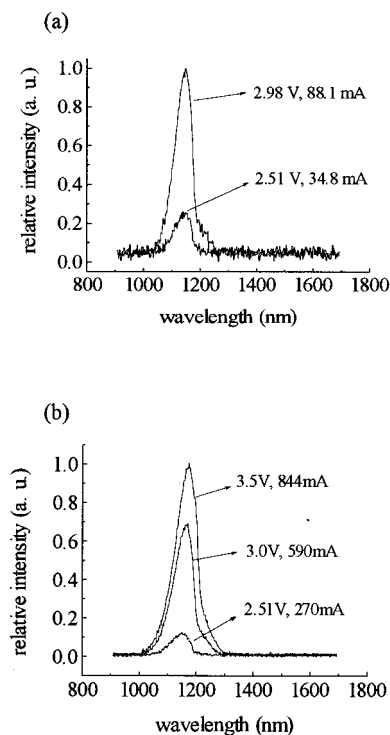 (a)
1.0
0.8
0.6
0.4
0.2
0.0
relative intensity (a. u.)
2.98 V, 88.1 mA
2.51 V, 34.8 mA
800 1000 1200 1400 1600 1800
wavelength (nm)
(b)
1.0
0.8
0.6
0.4
0.2
0.0
relative intensity (a. u.)
3.5V, 844mA
3.0V, 590mA
2.51V, 270mA
800 1000 1200 1400 1600 1800
wavelength (nm)